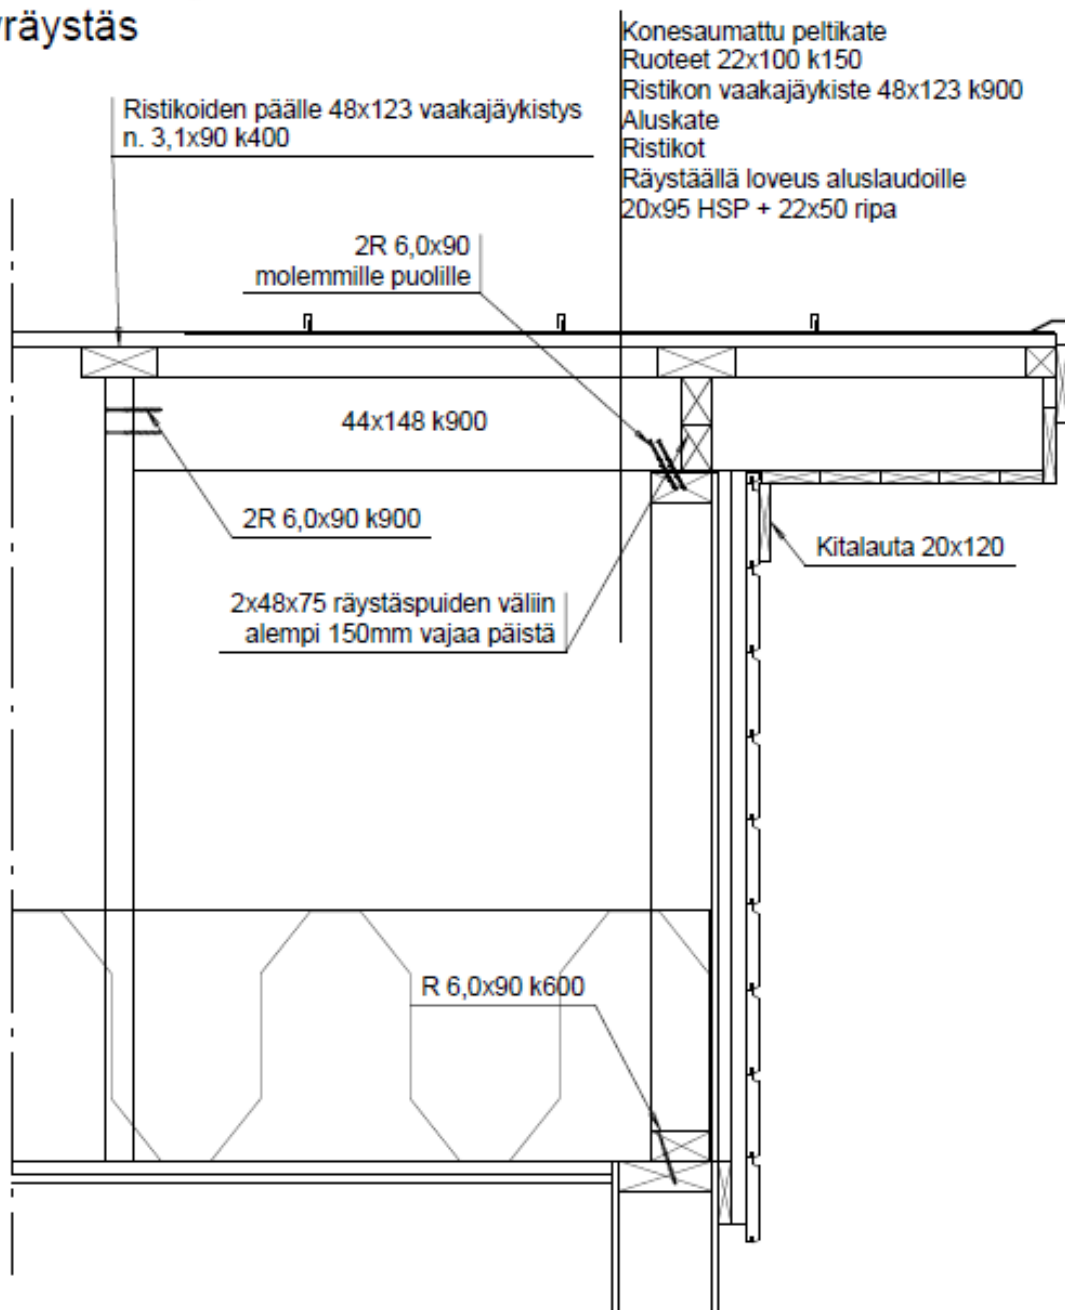 yräystäs
Konesaumattu peltikate
Ruoteet 22x100 k150
Ristikon vaakajäykiste 48x123 k900
Aluskate
Ristikot
Räystäällä loveus aluslaudoille
20x95 HSP + 22x50 ripa
Ristikoiden päälle 48x123 vaakajäykistys
n. 3,1x90 k400
2R 6,0x90
molemmille puolille
44x148 k900
2R 6,0x90 k900
Kitalauta 20x120
2x48x75 räystäspuiden väliin
alempi 150mm vajaa päistä
R 6,0x90 k600